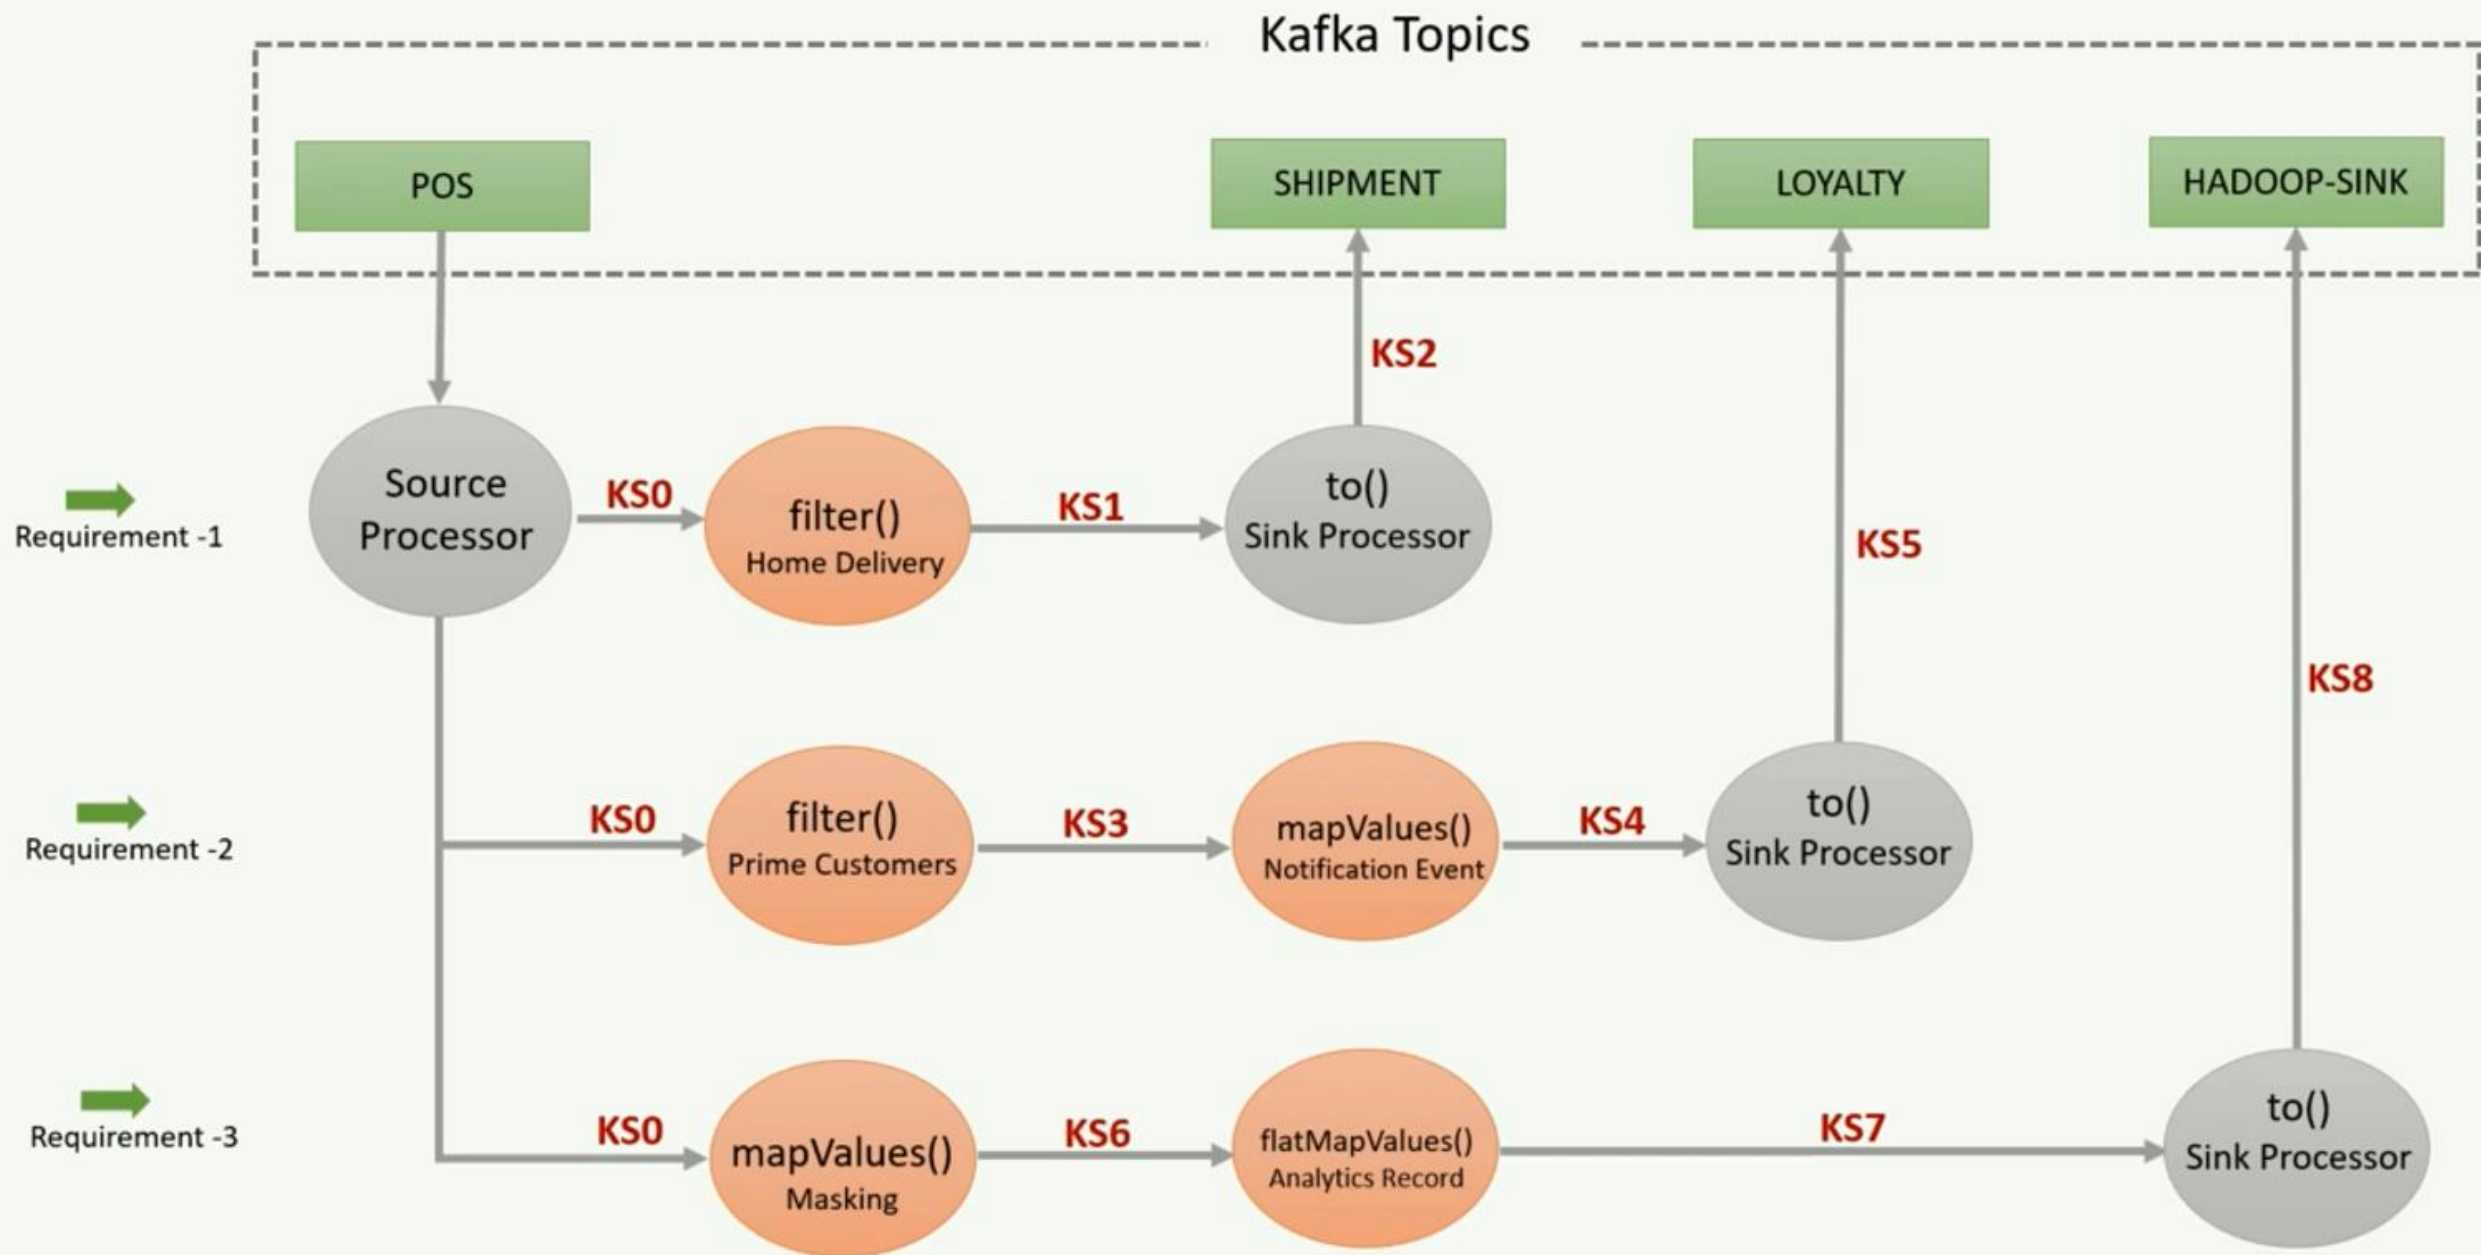 Kafka Topics
POS
SHIPMENT
LOYALTY
HADOOP-SINK
KS2
Requirement -1
Source
Processor
KS0
filter()
Home Delivery
KS1
to()
Sink Processor
KS5
KS8
Requirement -2
KS0
filter()
Prime Customers
KS3
mapValues()
Notification Event
KS4
to()
Sink Processor
Requirement -3
KS0
mapValues()
Masking
KS6
flatMapValues()
Analytics Record
KS7
to()
Sink Processor